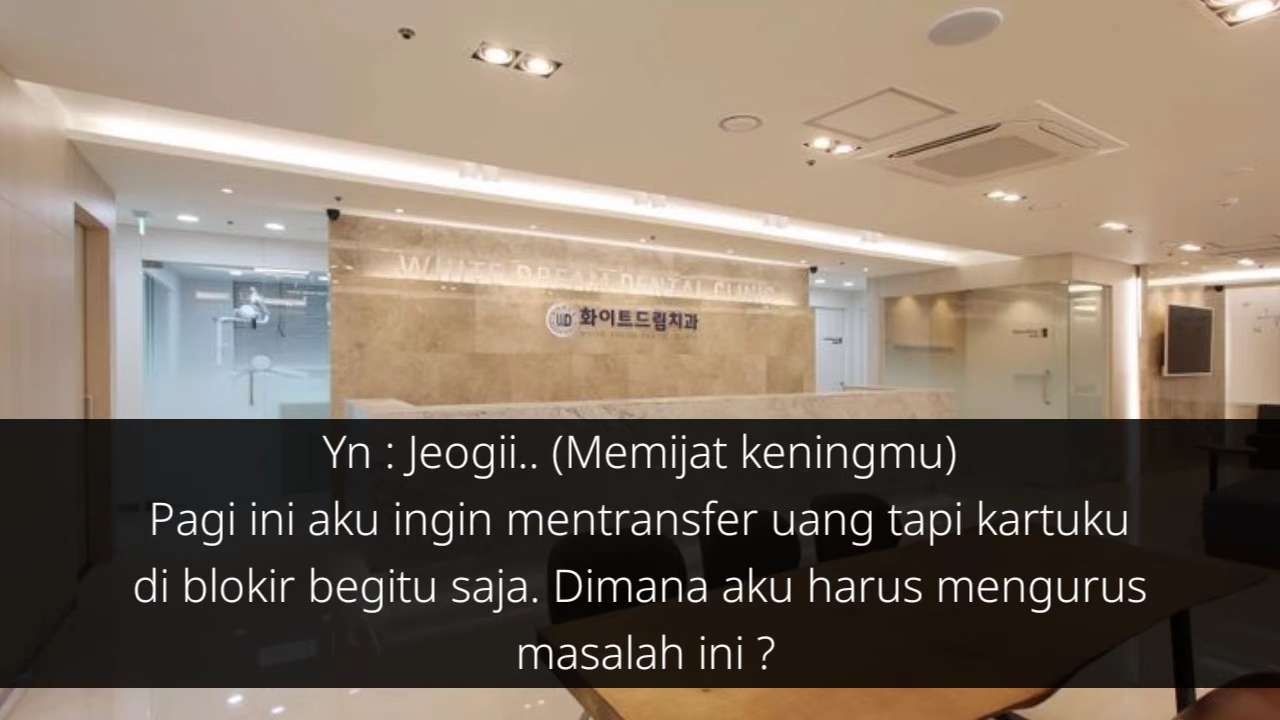 WHITE DREAM DENTAL CLINIC
WD 화이트드림치과
Yn : Jeogii.. (Memijat keningmu)
Pagi ini aku ingin mentransfer uang tapi kartuku
di blokir begitu saja. Dimana aku harus mengurus
masalah ini ?